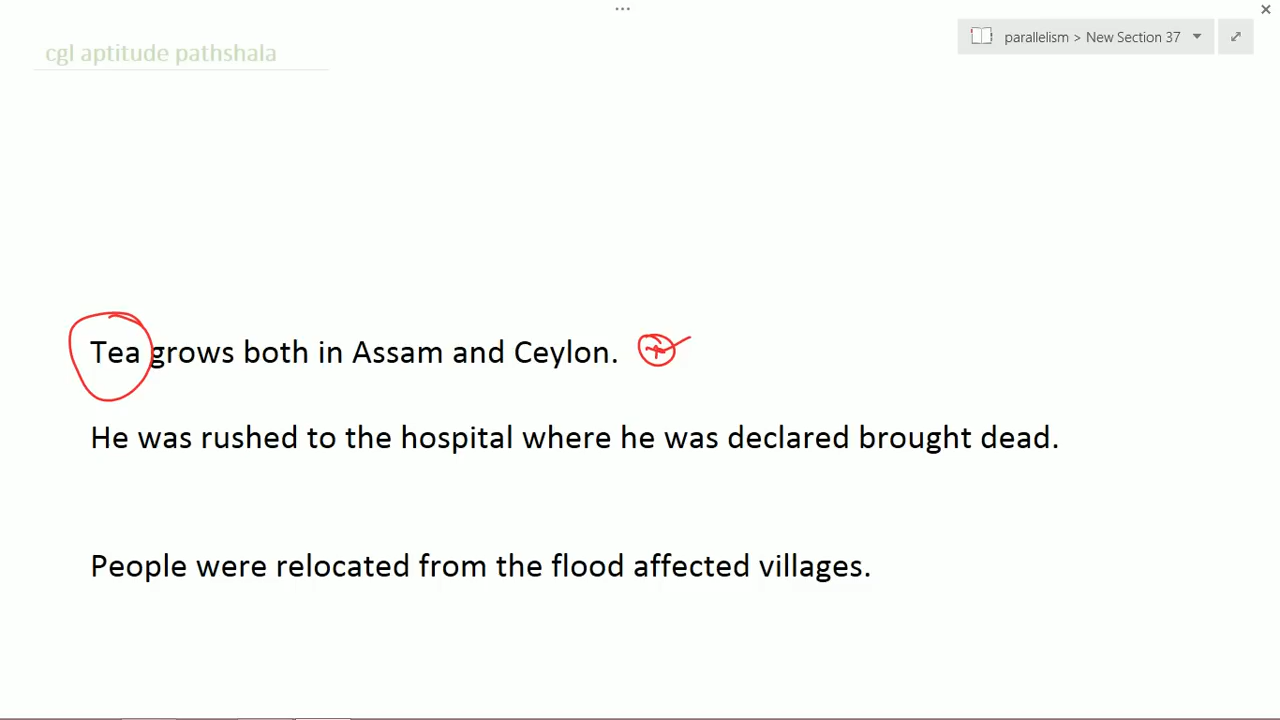 cgl aptitude pathshala
parallelism > New Section 37
Tea grows both in Assam and Ceylon.
He was rushed to the hospital where he was declared brought dead.
People were relocated from the flood affected villages.